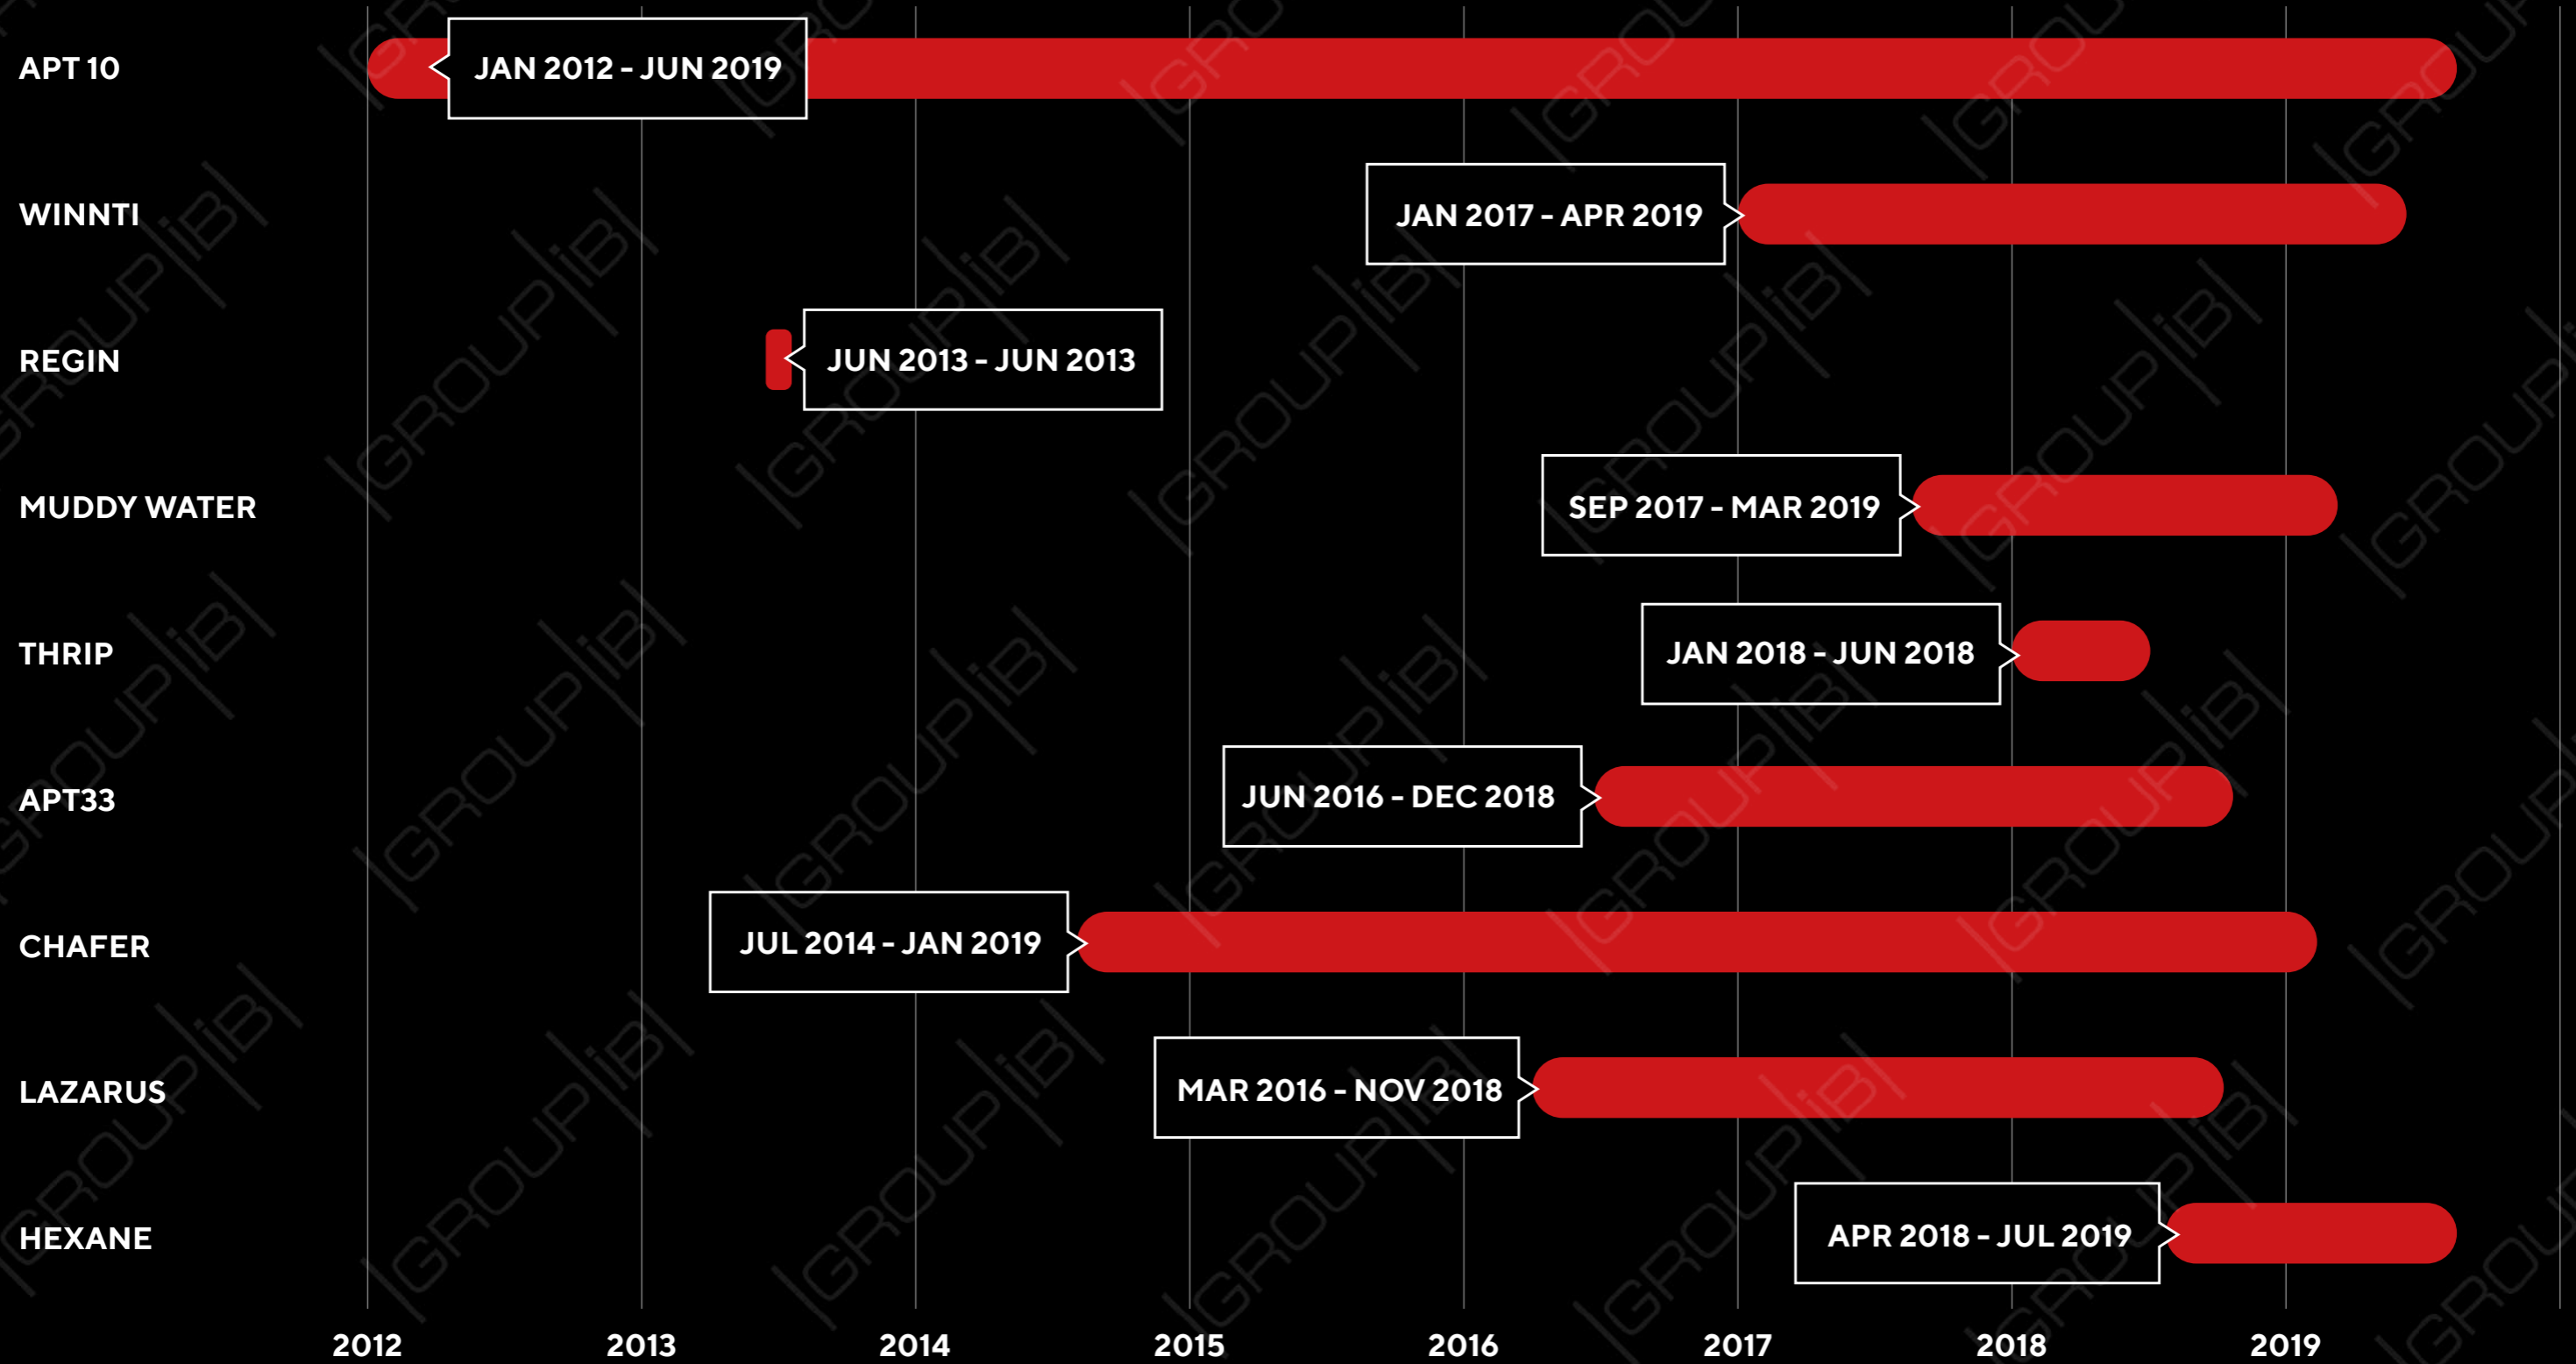 APT 10
JAN 2012 – JUN 2019
WINNTI
JAN 2017 – APR 2019
REGIN
JUN 2013 – JUN 2013
MUDDY WATER
SEP 2017 – MAR 2019
THRIP
JAN 2018 – JUN 2018
APT33
JUN 2016 – DEC 2018
CHAFER
JUL 2014 – JAN 2019
LAZARUS
MAR 2016 – NOV 2018
HEXANE
APR 2018 – JUL 2019
2012 2013 2014 2015 2016 2017 2018 2019
GROUP iB